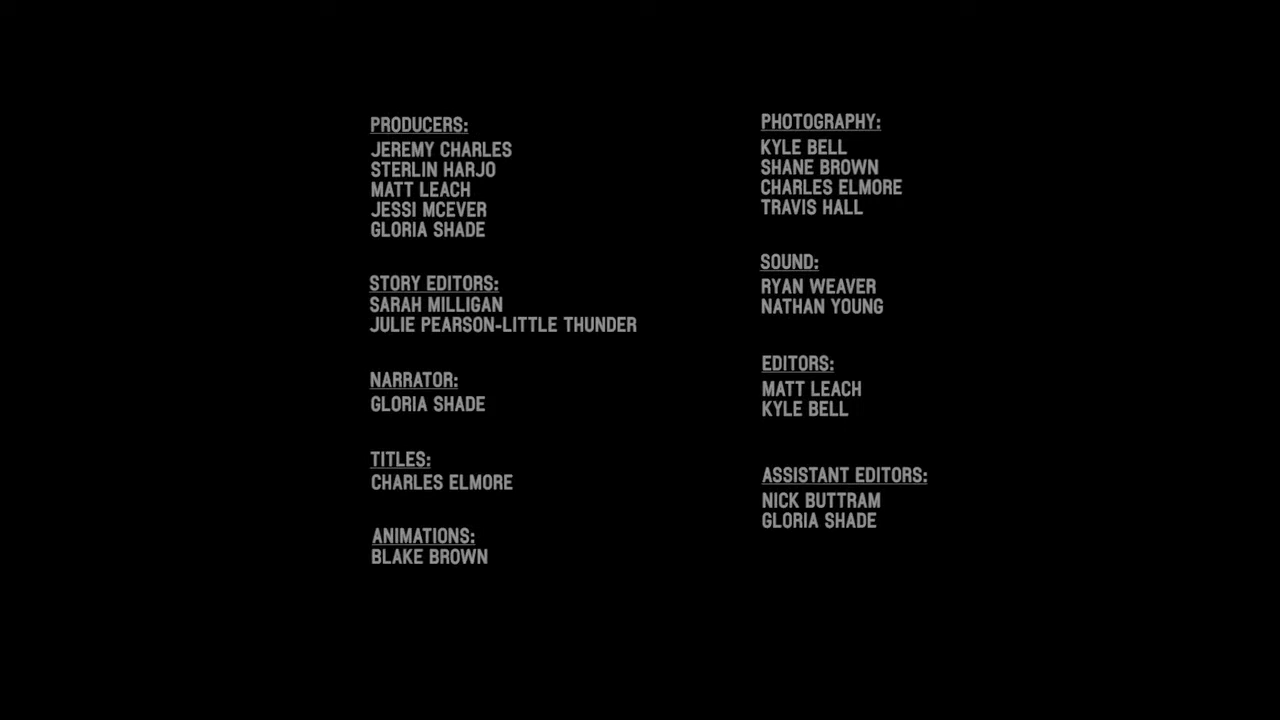 PRODUCERS:
JEREMY CHARLES
STERLIN HARJO
MATT LEACH
JESSI MCEVER
GLORIA SHADE
STORY EDITORS:
SARAH MILLIGAN
JULIE PEARSON-LITTLE THUNDER
NARRATOR:
GLORIA SHADE
TITLES:
CHARLES ELMORE
ANIMATIONS:
BLAKE BROWN
PHOTOGRAPHY:
KYLE BELL
SHANE BROWN
CHARLES ELMORE
TRAVIS HALL
SOUND:
RYAN WEAVER
NATHAN YOUNG
EDITORS:
MATT LEACH
KYLE BELL
ASSISTANT EDITORS:
NICK BUTTRAM
GLORIA SHADE